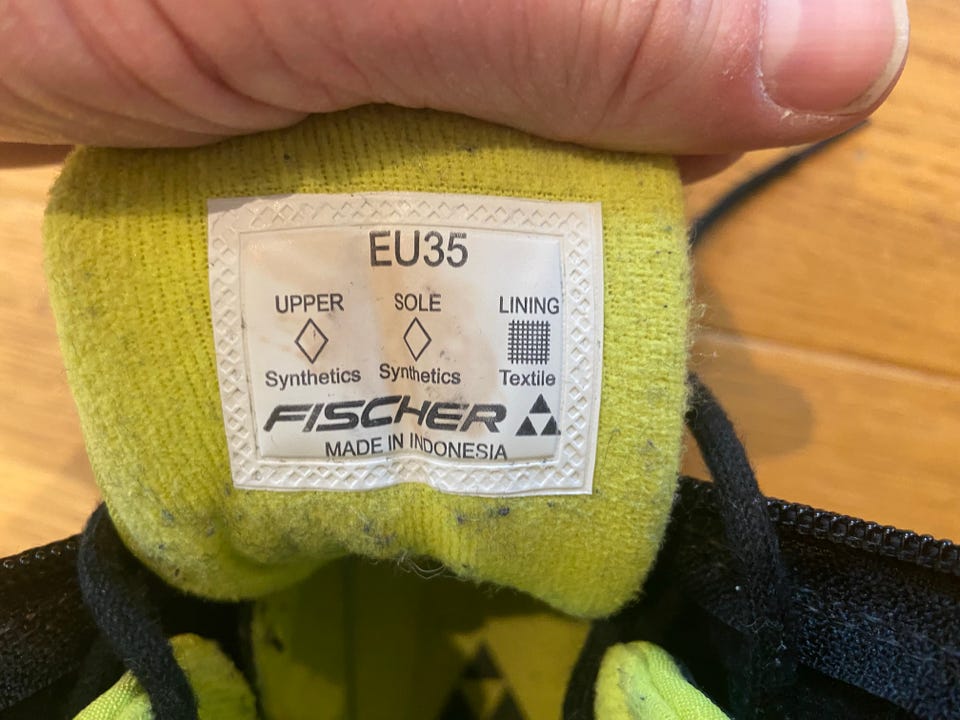 EU35
UPPER SOLE LINING
Synthetics Synthetics Textile
FISCHER
MADE IN INDONESIA